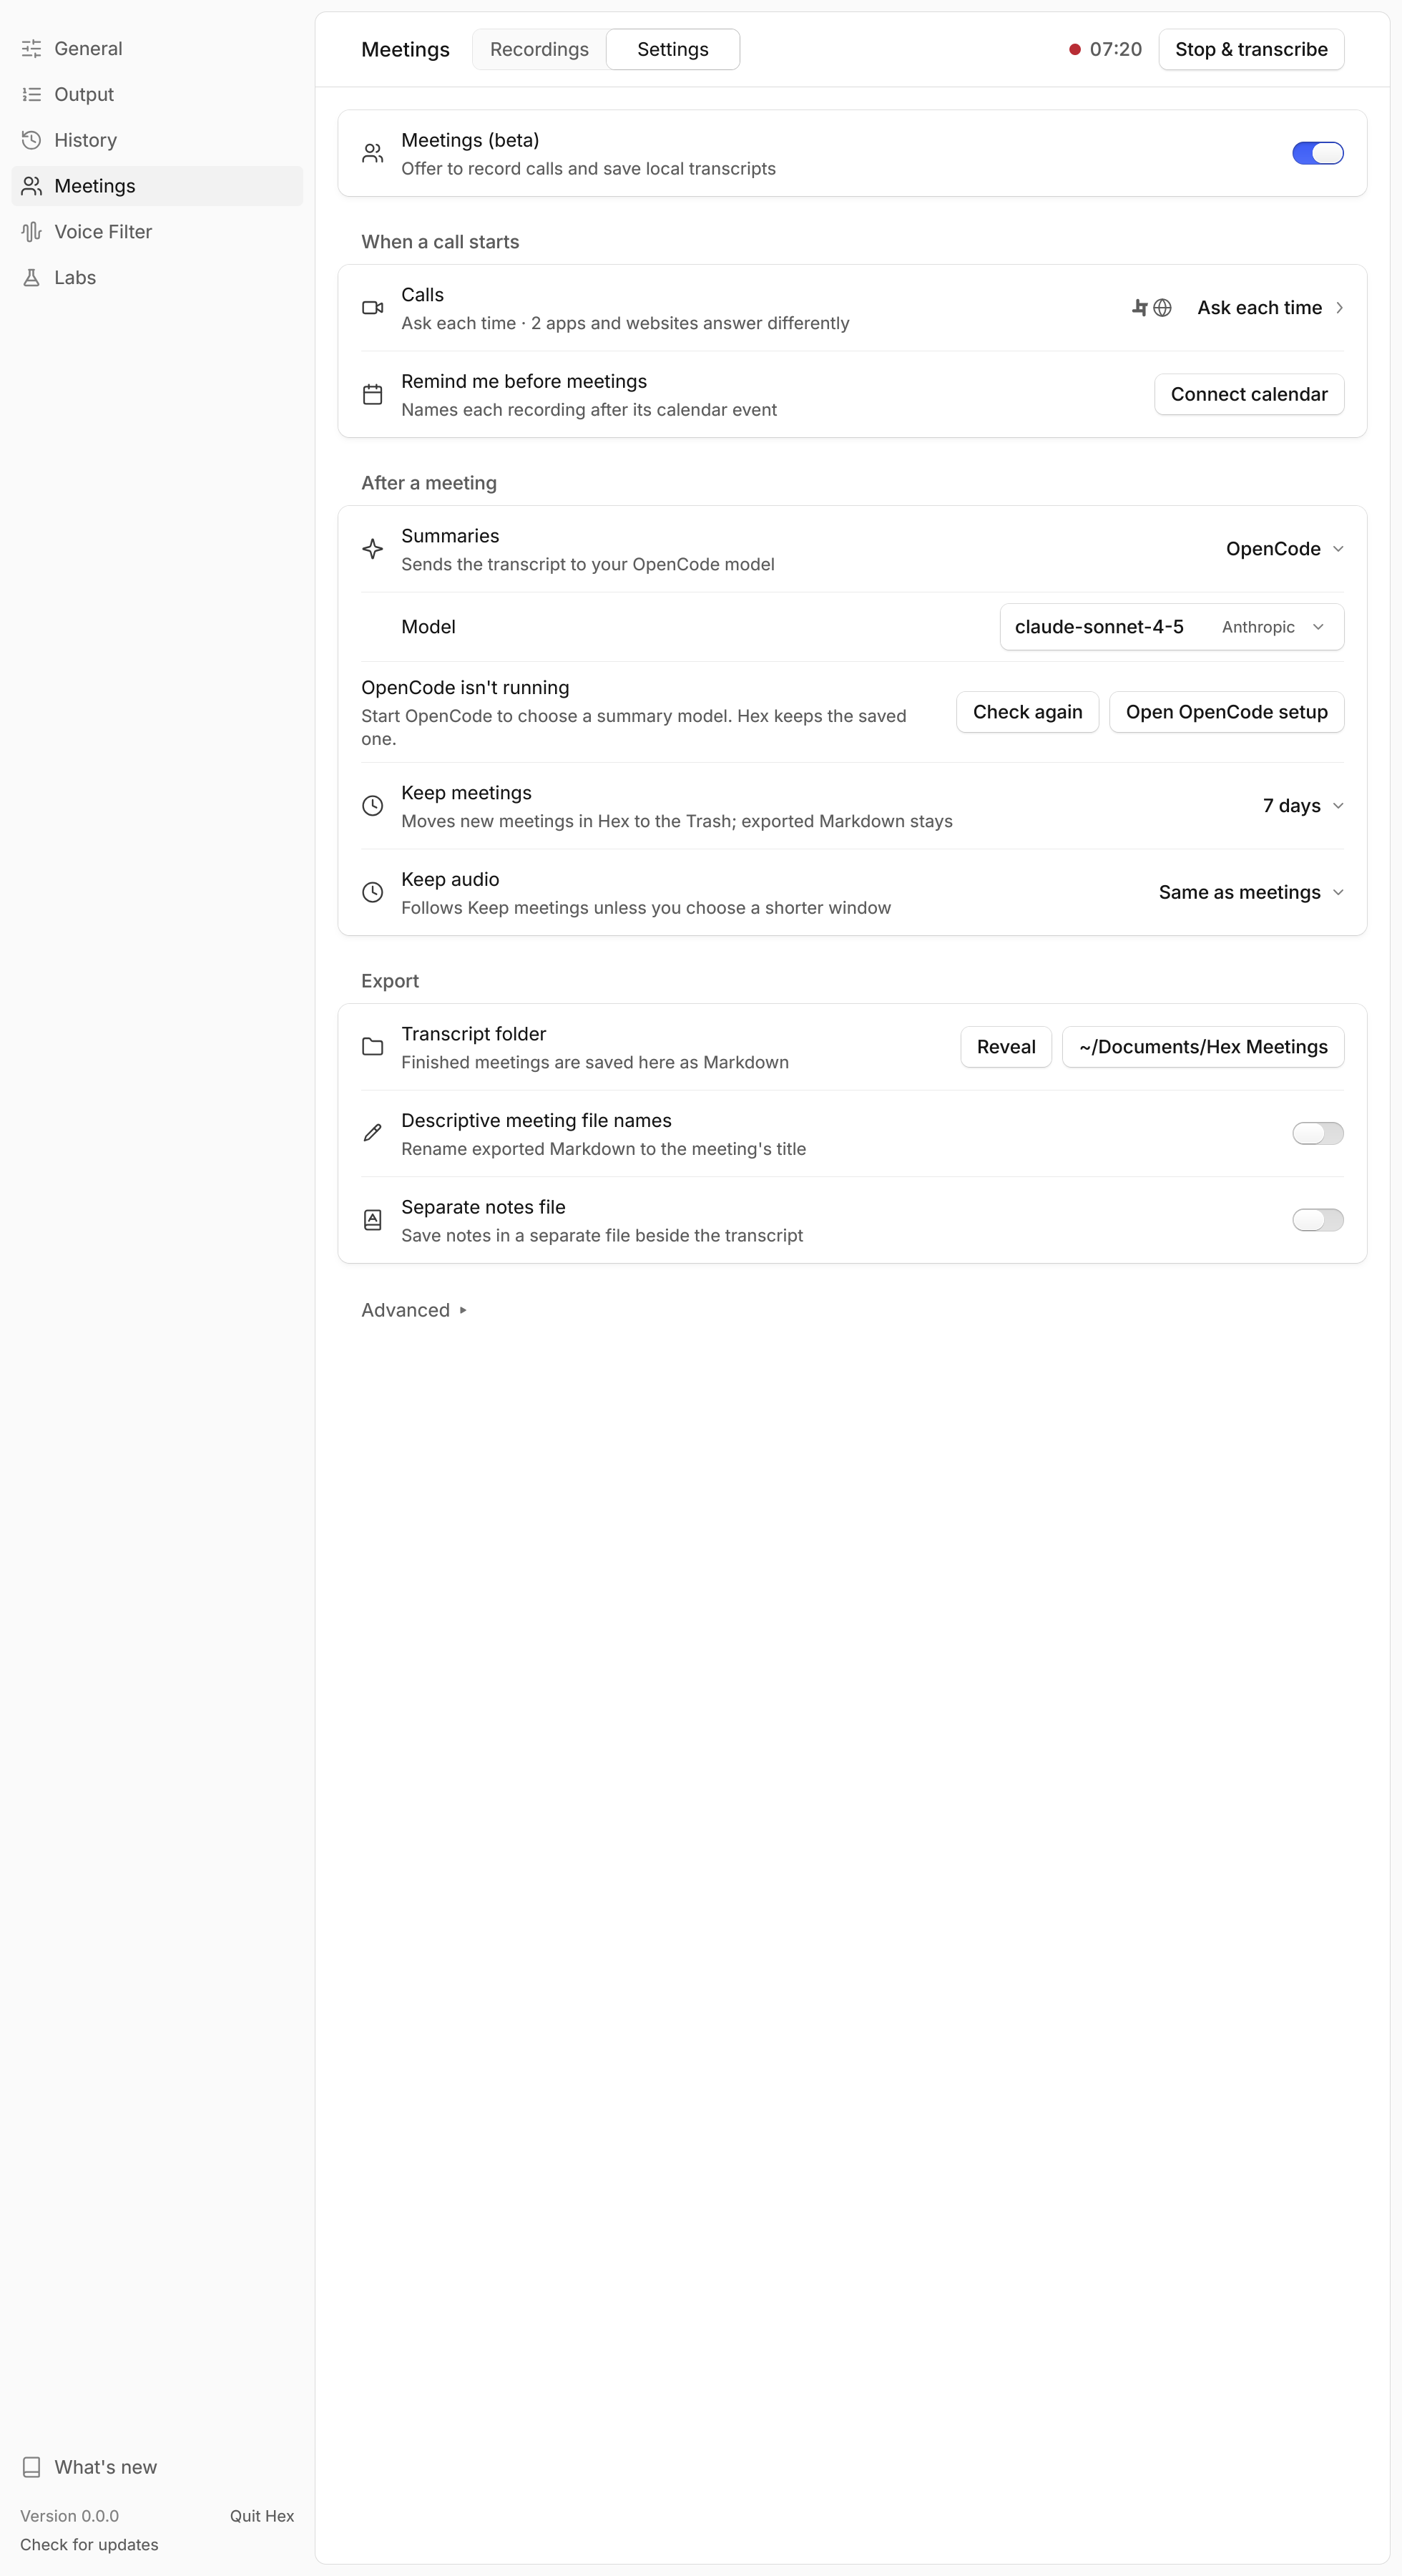 General
Output
History
Meetings
Voice Filter
Labs
Meetings
Recordings
Settings
07:20
Stop & transcribe
Meetings (beta)
Offer to record calls and save local transcripts
When a call starts
Calls
Ask each time · 2 apps and websites answer differently
Ask each time
Remind me before meetings
Names each recording after its calendar event
Connect calendar
After a meeting
Summaries
Sends the transcript to your OpenCode model
OpenCode
Model
claude-sonnet-4-5
Anthropic
OpenCode isn't running
Start OpenCode to choose a summary model. Hex keeps the saved
one.
Check again
Open OpenCode setup
Keep meetings
Moves new meetings in Hex to the Trash; exported Markdown stays
7 days
Keep audio
Follows Keep meetings unless you choose a shorter window
Same as meetings
Export
Transcript folder
Finished meetings are saved here as Markdown
Reveal
~/Documents/Hex Meetings
Descriptive meeting file names
Rename exported Markdown to the meeting's title
Separate notes file
Save notes in a separate file beside the transcript
Advanced
What's new
Version 0.0.0
Quit Hex
Check for updates